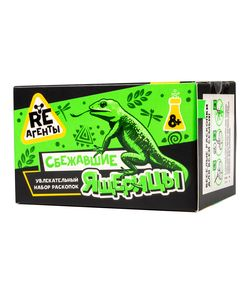 RE
АГЕНТЫ
8+
СБЕЖАВШИЕ
ЯЩЕРИЦЫ
УВЛЕКАТЕЛЬНЫЙ
НАБОР РАСКОПОК